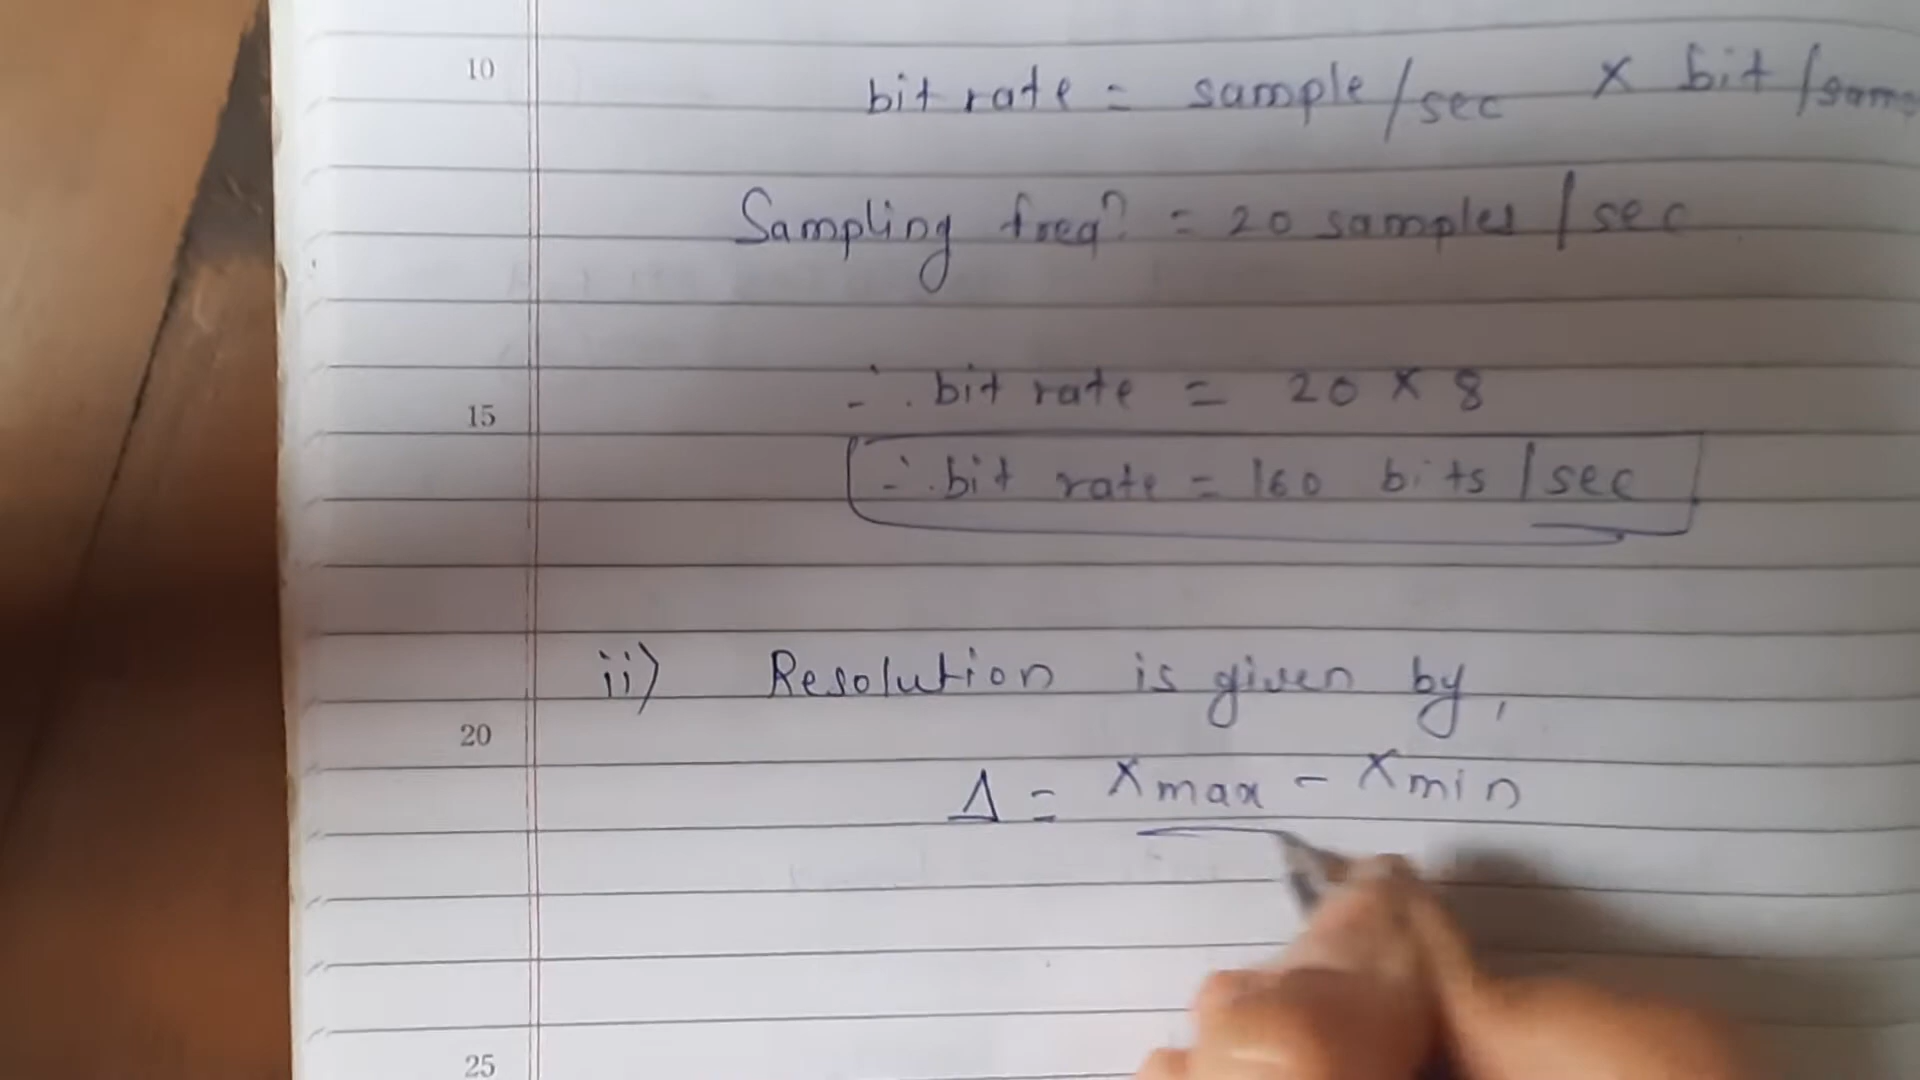 10
bit rate = sample/sec x bit/
Sampling freqⁿ. = 20 samples/sec
∴ bit rate = 20 x 8
15
∴ bit rate = 160 bits/sec
ii) Resolution is given by,
20
Δ = xmax - xmin
25